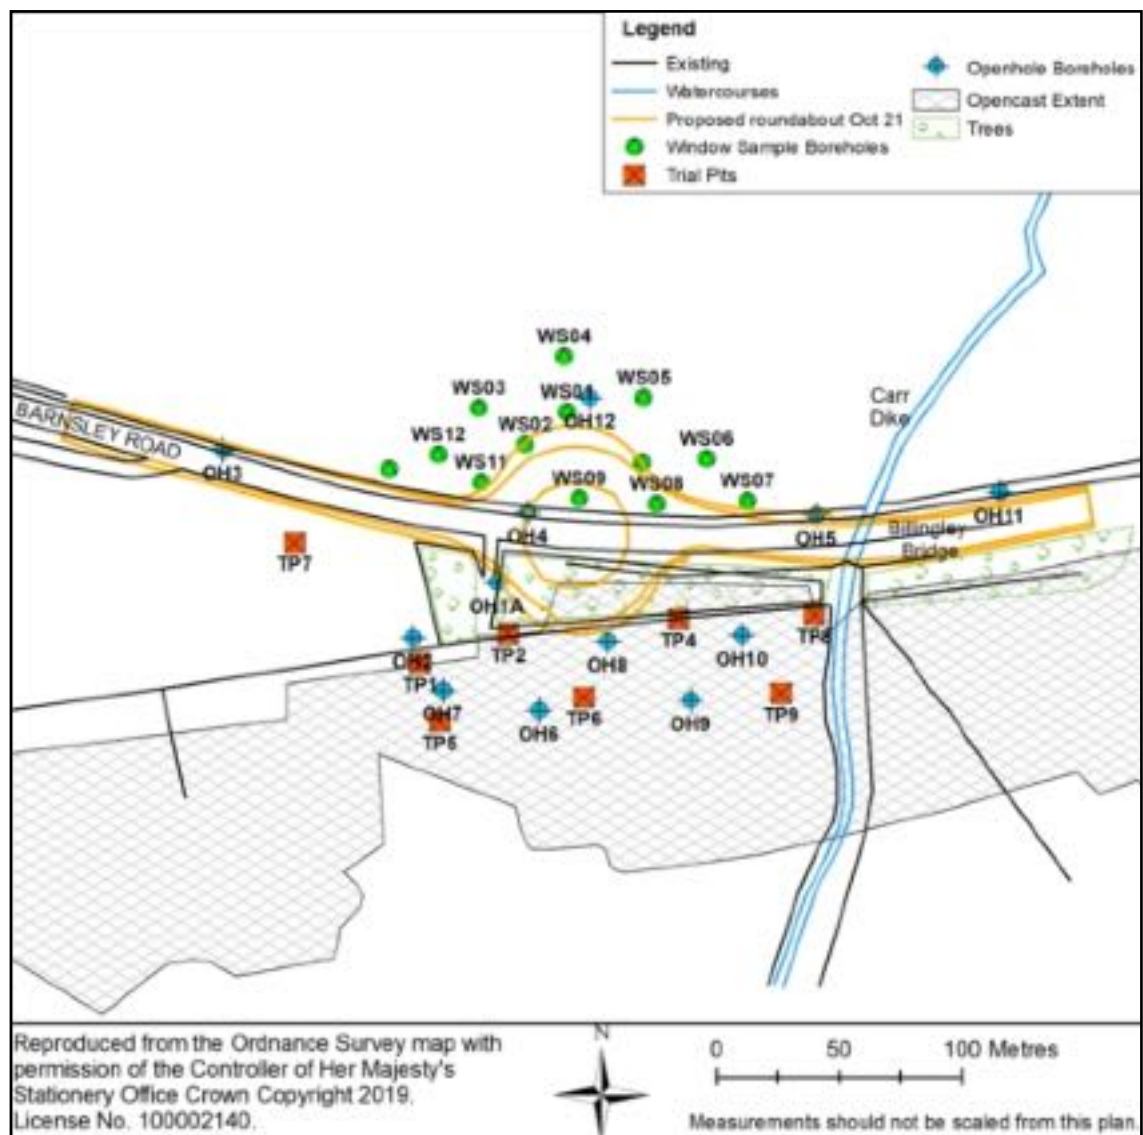 Legend
Existing
Watercourses
Proposed roundabout Oct 21
Window Sample Boreholes
Trial Pits
Openhole Boreholes
Opencast Extent
Trees
WS04
WS03
WS01
WS05
OH12
WS02
WS12
WS06
WS11
WS09
WS08
WS07
BARNSLEY ROAD
OH3
OH4
OH5
OH11
Carr
Dike
Billingley
Bridge
TP7
OH1A
TP2
TP4
TP8
OH2
TP1
OH8
OH10
OH7
TP5
OH6
TP6
OH9
TP9
Reproduced from the Ordnance Survey map with
permission of the Controller of Her Majesty's
Stationery Office Crown Copyright 2019.
License No. 100002140.
N
0 50 100 Metres
Measurements should not be scaled from this plan.